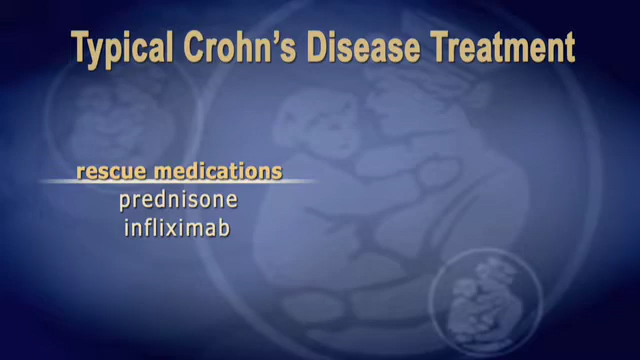 Typical Crohn's Disease Treatment
rescue medications
prednisone
infliximab